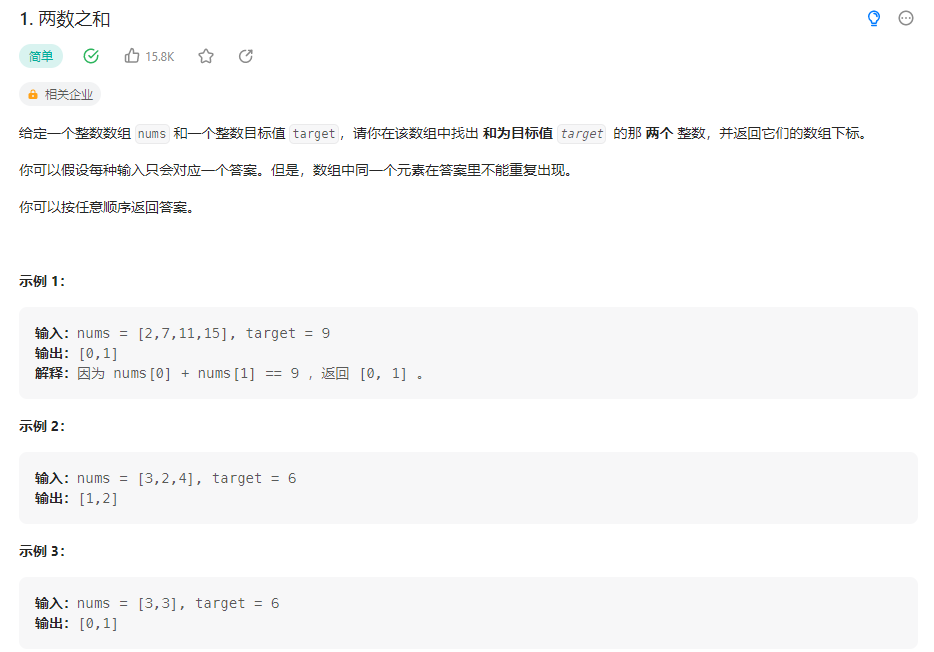 1. 两数之和
简单 15.8K
相关企业
给定一个整数数组 nums 和一个整数目标值 target，请你在该数组中找出 和为目标值 target 的那 两个 整数，并返回它们的数组下标。
你可以假设每种输入只会对应一个答案。但是，数组中同一个元素在答案里不能重复出现。
你可以按任意顺序返回答案。
示例 1：
输入：nums = [2,7,11,15], target = 9
输出：[0,1]
解释：因为 nums[0] + nums[1] == 9 ，返回 [0, 1] 。
示例 2：
输入：nums = [3,2,4], target = 6
输出：[1,2]
示例 3：
输入：nums = [3,3], target = 6
输出：[0,1]